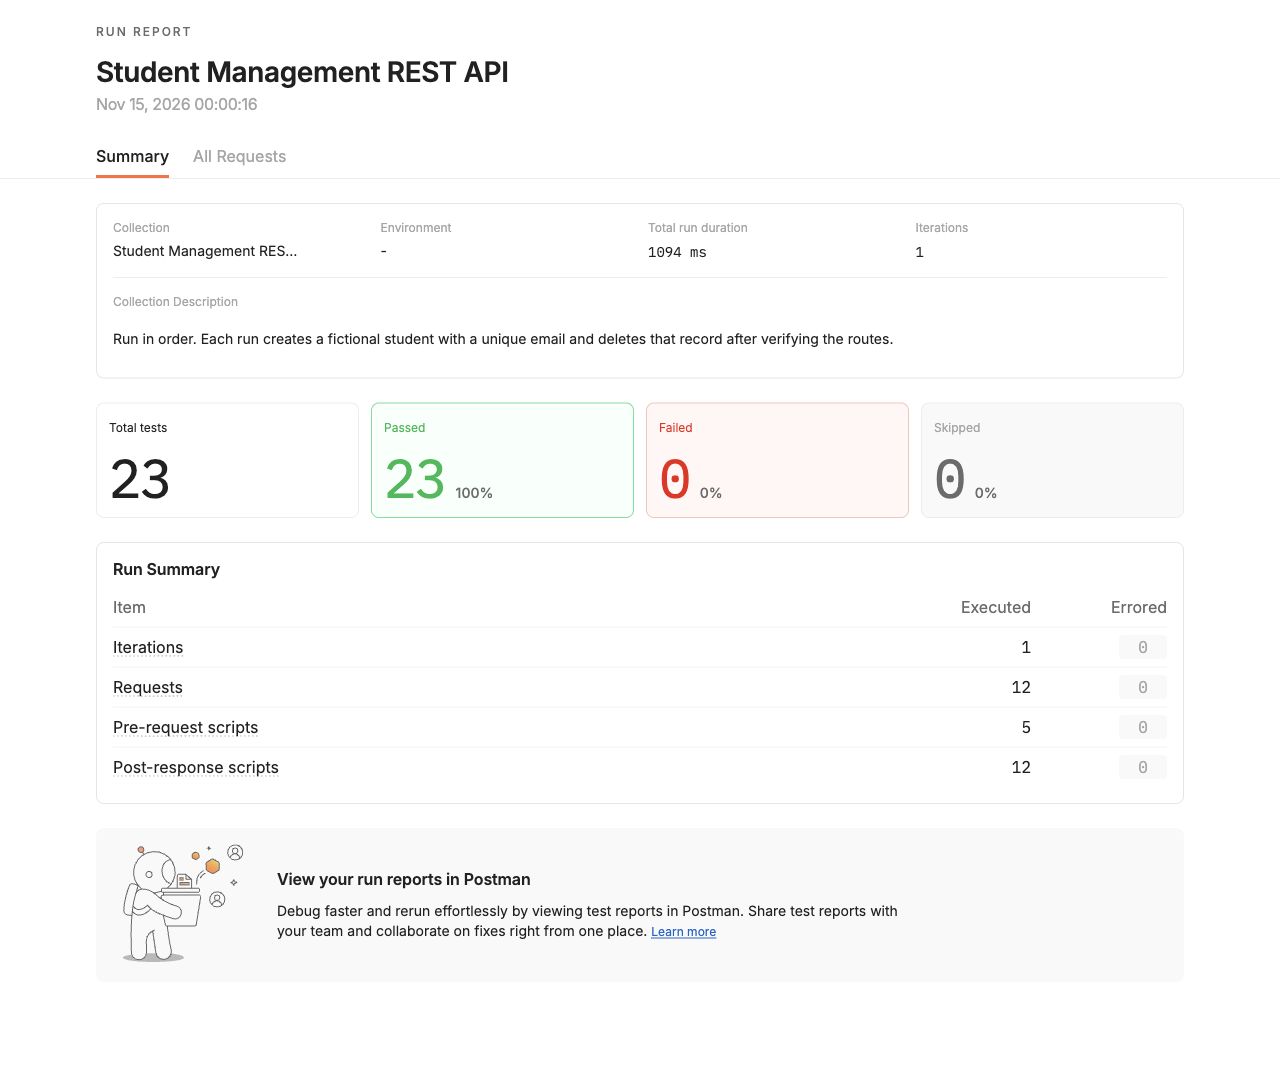 RUN REPORT
Student Management REST API
Nov 15, 2026 00:00:16
Summary All Requests
Collection Environment Total run duration Iterations
Student Management RES... - 1094 ms 1
Collection Description
Run in order. Each run creates a fictional student with a unique email and deletes that record after verifying the routes.
Total tests Passed Failed Skipped
23 23 100% 0 0% 0 0%
Run Summary
Item Executed Errored
Iterations 1 0
Requests 12 0
Pre-request scripts 5 0
Post-response scripts 12 0
View your run reports in Postman
Debug faster and rerun effortlessly by viewing test reports in Postman. Share test reports with
your team and collaborate on fixes right from one place. Learn more